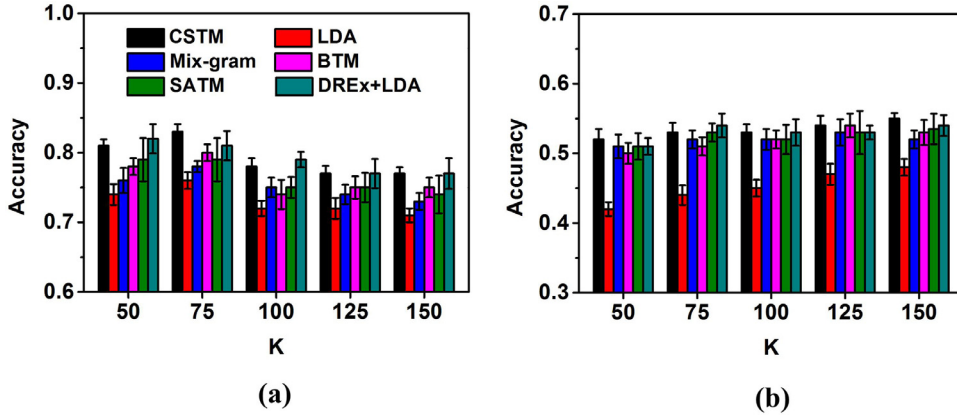 1.0
0.9
0.8
0.7
0.6
Accuracy
CSTM
LDA
Mix-gram
BTM
SATM
DREx+LDA
50 75 100 125 150
K
(a)
0.7
0.6
0.5
0.4
0.3
Accuracy
50 75 100 125 150
K
(b)